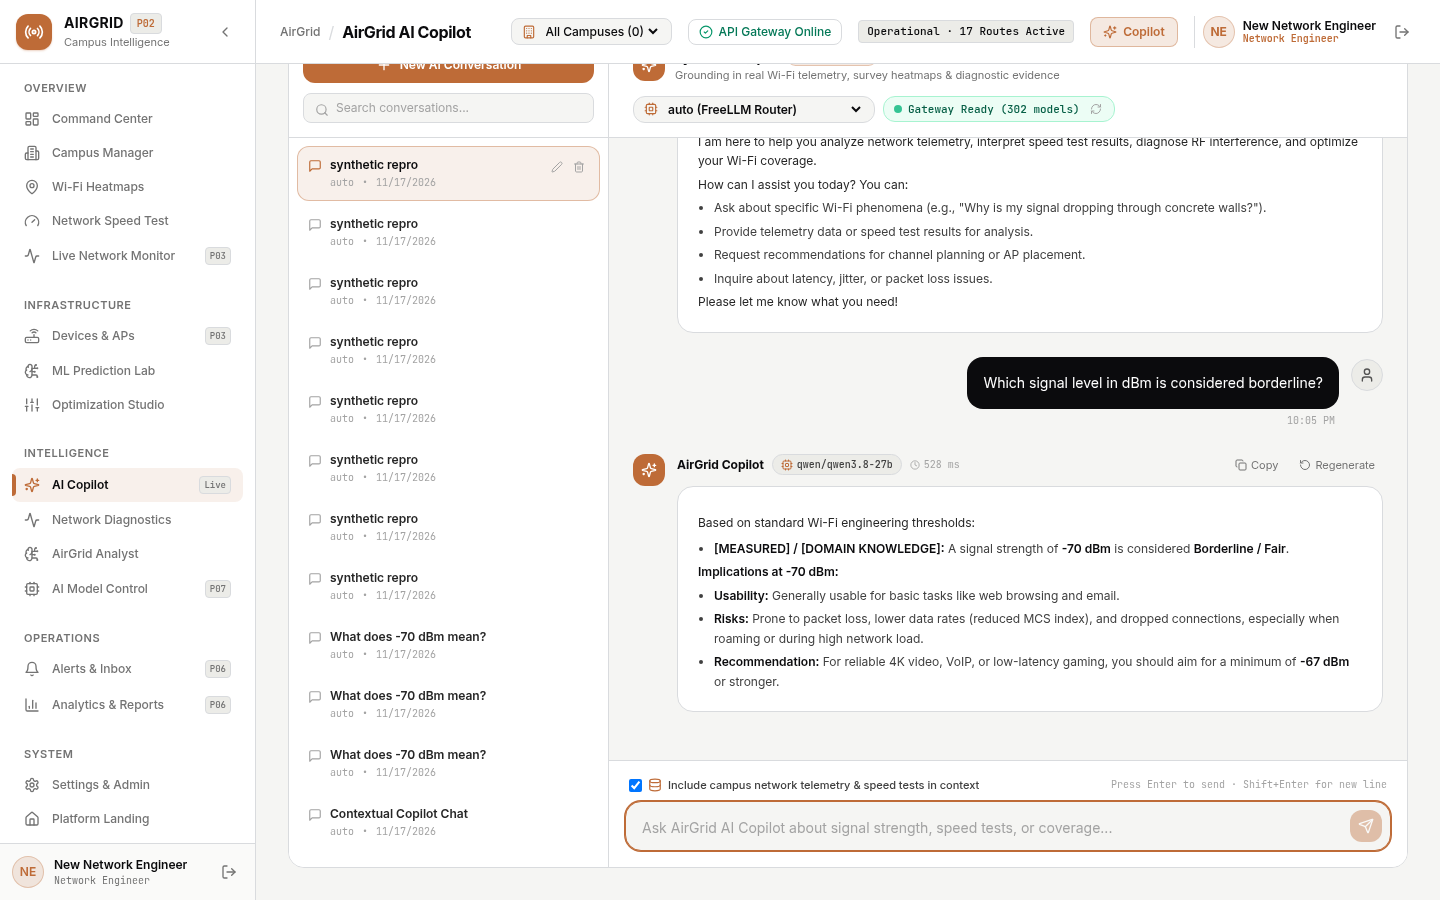 AIRGRID P02
Campus Intelligence
OVERVIEW
Command Center
Campus Manager
Wi-Fi Heatmaps
Network Speed Test
Live Network Monitor P03
INFRASTRUCTURE
Devices & APs P03
ML Prediction Lab
Optimization Studio
INTELLIGENCE
AI Copilot Live
Network Diagnostics
AirGrid Analyst
AI Model Control P07
OPERATIONS
Alerts & Inbox P06
Analytics & Reports P06
SYSTEM
Settings & Admin
Platform Landing
NE New Network Engineer
Network Engineer
AirGrid / AirGrid AI Copilot
All Campuses (0)
API Gateway Online
Operational · 17 Routes Active
Copilot
NE New Network Engineer
Network Engineer
New AI Conversation
Search conversations...
synthetic repro
auto • 11/17/2026
synthetic repro
auto • 11/17/2026
synthetic repro
auto • 11/17/2026
synthetic repro
auto • 11/17/2026
synthetic repro
auto • 11/17/2026
synthetic repro
auto • 11/17/2026
synthetic repro
auto • 11/17/2026
synthetic repro
auto • 11/17/2026
What does -70 dBm mean?
auto • 11/17/2026
What does -70 dBm mean?
auto • 11/17/2026
What does -70 dBm mean?
auto • 11/17/2026
Contextual Copilot Chat
auto • 11/17/2026
Grounding in real Wi-Fi telemetry, survey heatmaps & diagnostic evidence
auto (FreeLLM Router)
Gateway Ready (302 models)
I am here to help you analyze network telemetry, interpret speed test results, diagnose RF interference, and optimize
your Wi-Fi coverage.
How can I assist you today? You can:
• Ask about specific Wi-Fi phenomena (e.g., "Why is my signal dropping through concrete walls?").
• Provide telemetry data or speed test results for analysis.
• Request recommendations for channel planning or AP placement.
• Inquire about latency, jitter, or packet loss issues.
Please let me know what you need!
Which signal level in dBm is considered borderline?
10:05 PM
AirGrid Copilot qwen/qwen3.8-27b 528 ms Copy Regenerate
Based on standard Wi-Fi engineering thresholds:
• [MEASURED] / [DOMAIN KNOWLEDGE]: A signal strength of -70 dBm is considered Borderline / Fair.
Implications at -70 dBm:
• Usability: Generally usable for basic tasks like web browsing and email.
• Risks: Prone to packet loss, lower data rates (reduced MCS index), and dropped connections, especially when
roaming or during high network load.
• Recommendation: For reliable 4K video, VoIP, or low-latency gaming, you should aim for a minimum of -67 dBm
or stronger.
Include campus network telemetry & speed tests in context
Press Enter to send · Shift+Enter for new line
Ask AirGrid AI Copilot about signal strength, speed tests, or coverage...